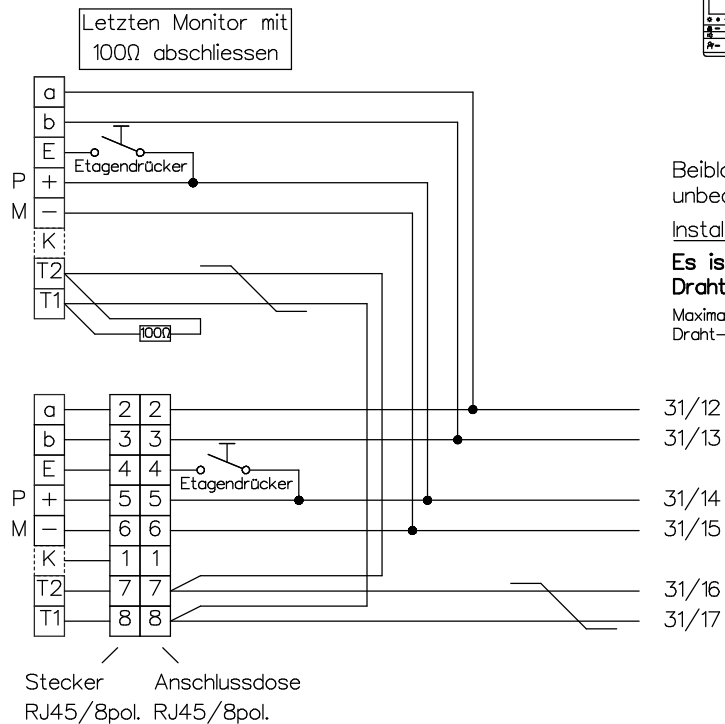 Letzten Monitor mit
100Ω abschliessen
a
b
E
Etagendrücker
P +
M −
K
T2
T1
100Ω
Instal
Es is
Draht
Maxima
Draht-
a 2 2 31/12
b 3 3 31/13
E 4 4
Etagendrücker
P + 5 5 31/14
M − 6 6 31/15
K 1 1
T2 7 7 31/16
T1 8 8 31/17
Stecker Anschlussdose
RJ45/8pol. RJ45/8pol.